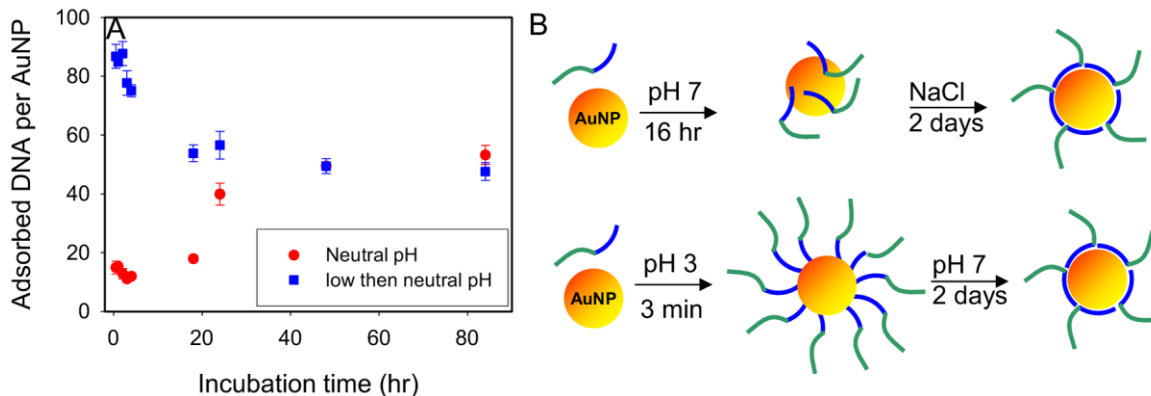 A
Adsorbed DNA per AuNP
100
80
60
40
20
0
0
20
40
60
80
Incubation time (hr)
Neutral pH
low then neutral pH
B
AuNP
pH 7
16 hr
NaCl
2 days
AuNP
pH 3
3 min
pH 7
2 days